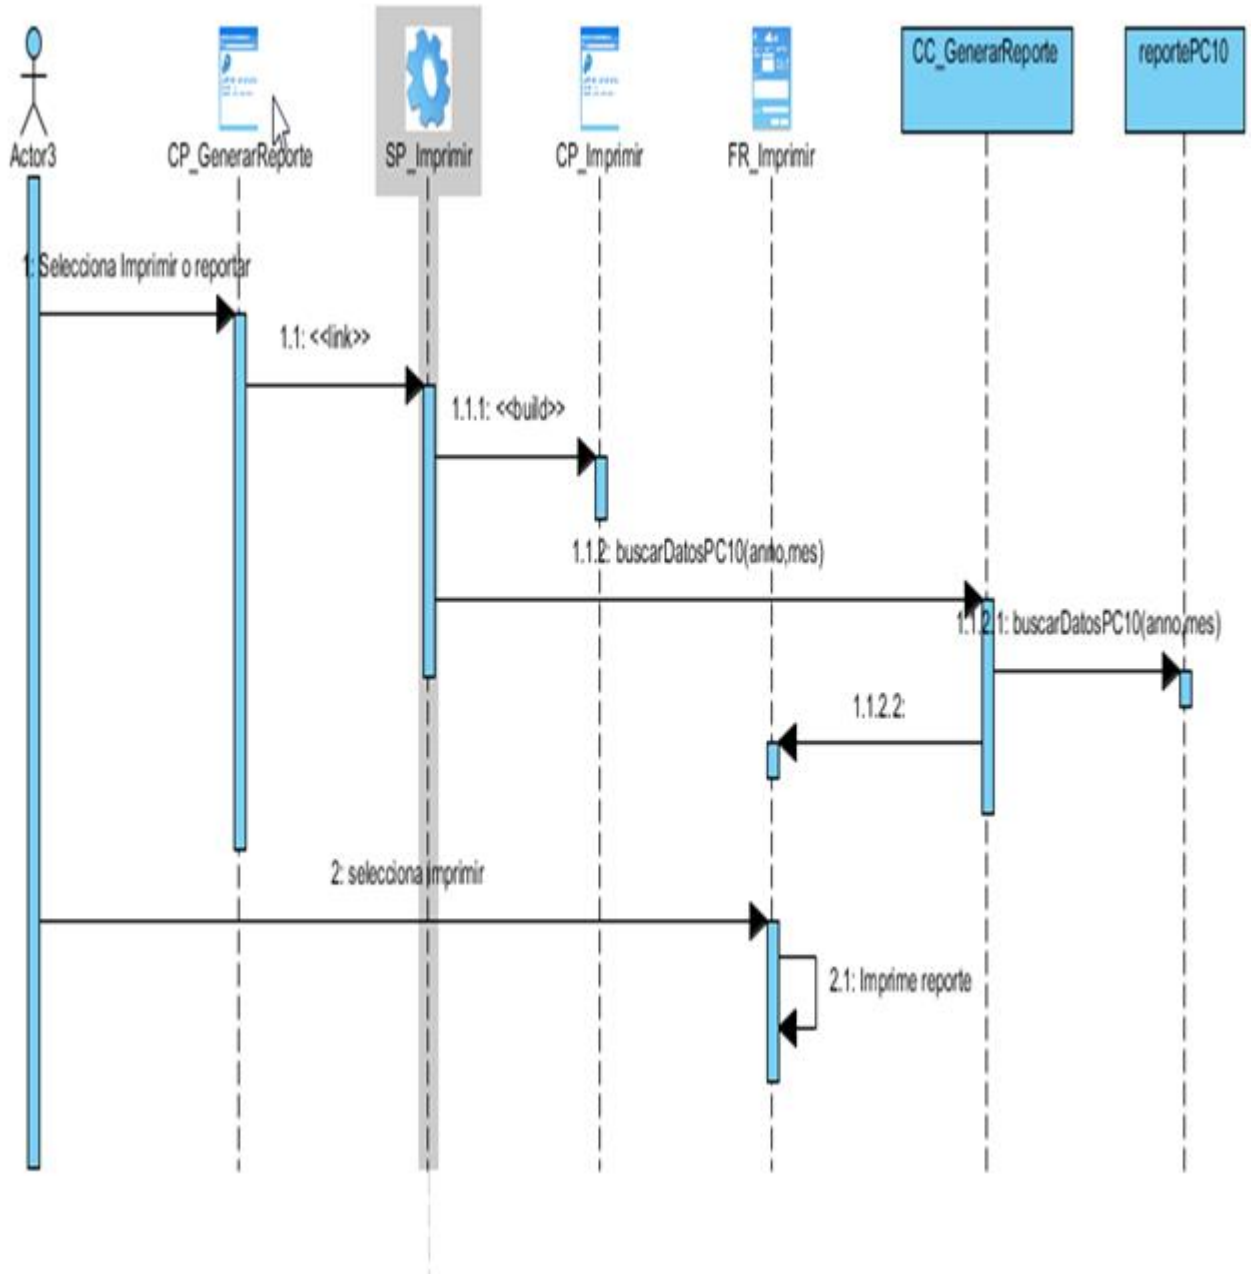 CC_GenerarReporte
reportePC10
Actor3
CP_GenerarReporte
SP_Imprimir
CP_Imprimir
FR_Imprimir
1: Selecciona Imprimir o reportar
1.1: <<link>>
1.1.1: <<build>>
1.1.2: buscarDatosPC10(anno,mes)
1.1.2.1: buscarDatosPC10(anno,mes)
1.1.2.2:
2: selecciona imprimir
2.1: Imprime reporte